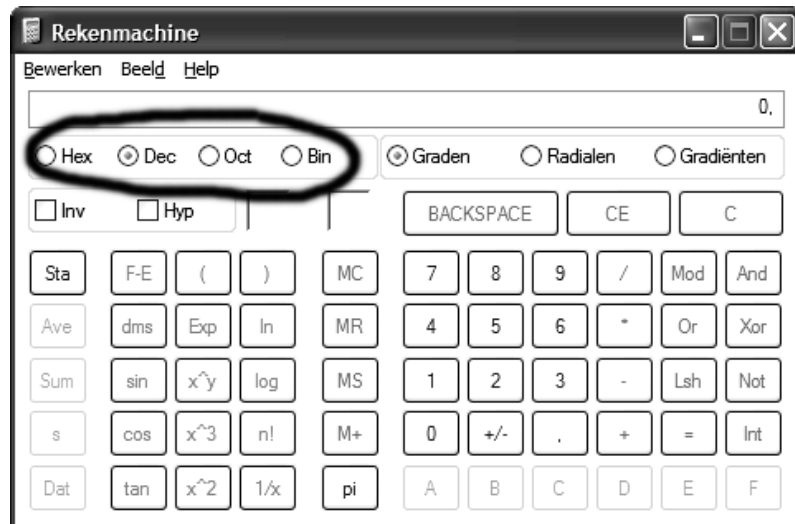 Rekenmachine
Bewerken Beeld Help
0,
Hex Dec Oct Bin Graden Radialen Gradiënten
Inv Hyp BACKSPACE CE C
Sta F-E ( ) MC 7 8 9 / Mod And
Ave dms Exp ln MR 4 5 6 * Or Xor
Sum sin x^y log MS 1 2 3 - Lsh Not
s cos x^3 n! M+ 0 +/- , + = Int
Dat tan x^2 1/x pi A B C D E F